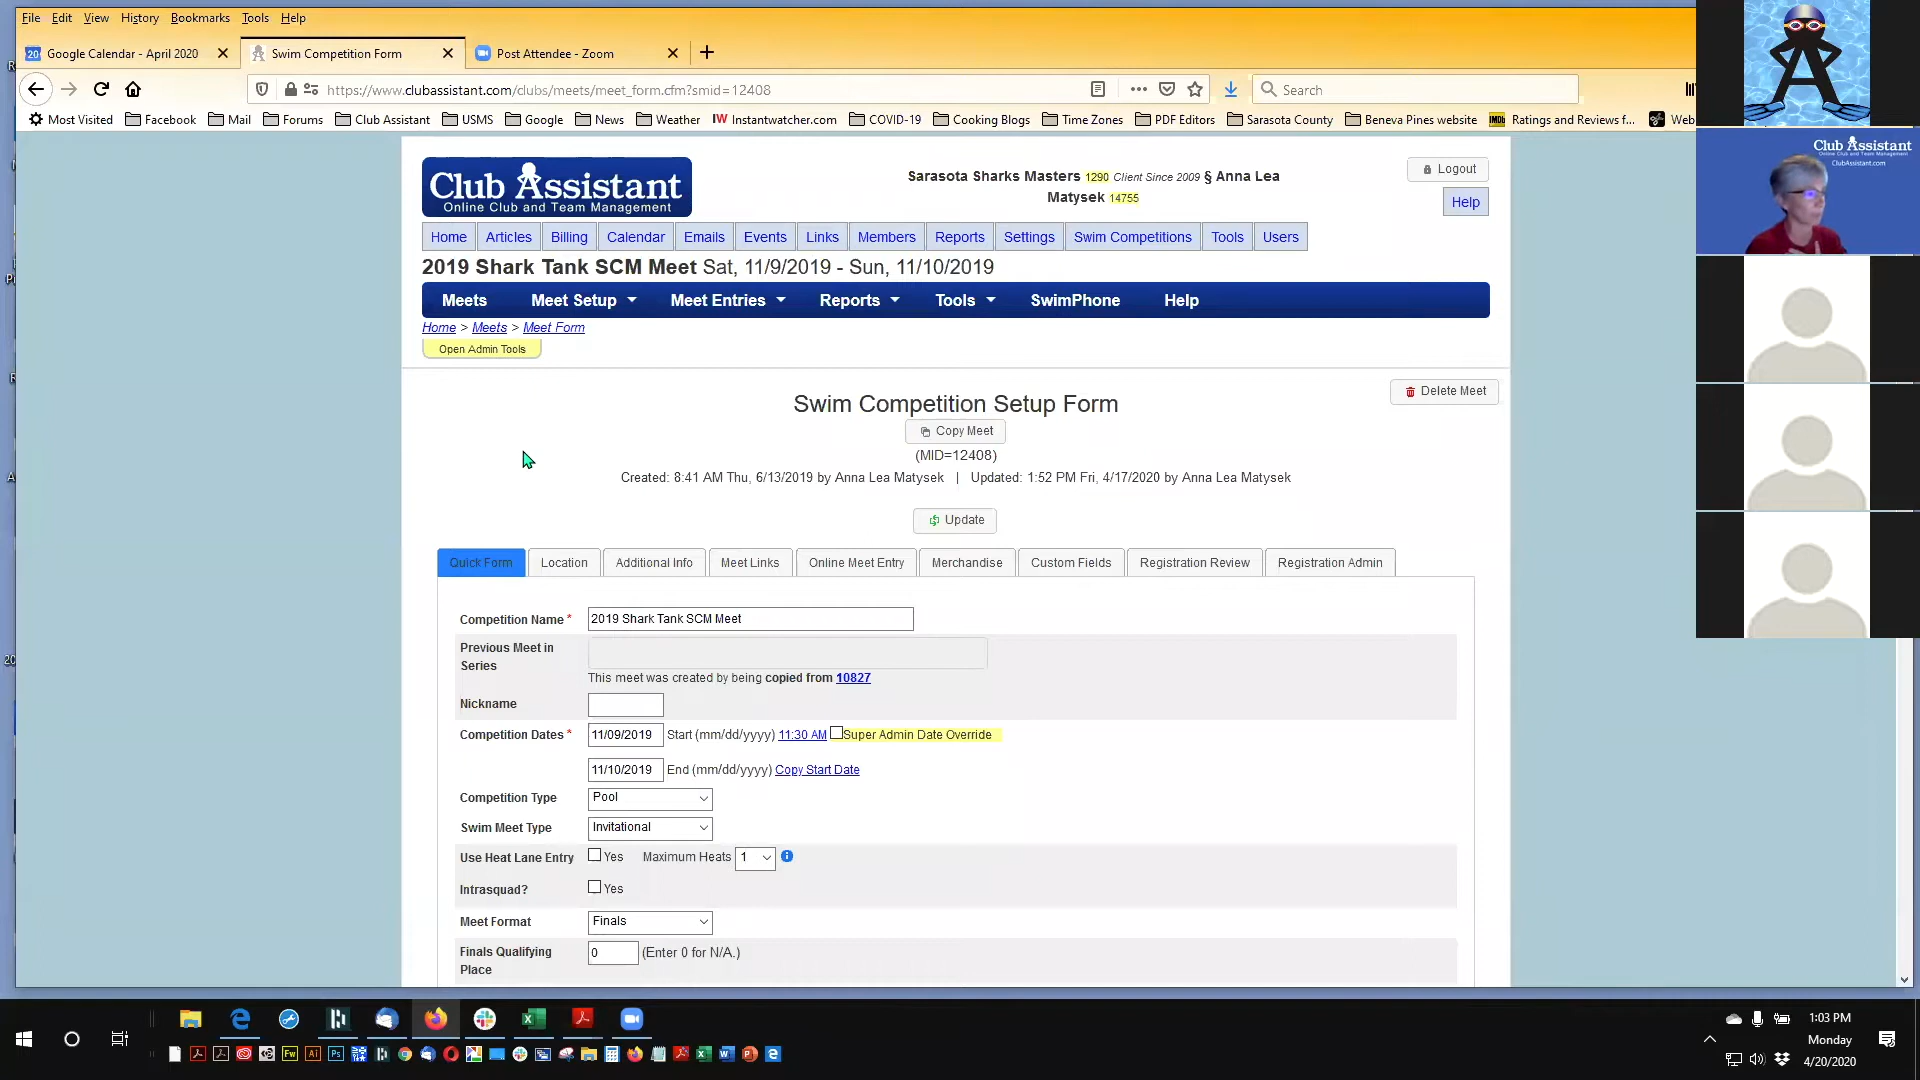 File Edit View History Bookmarks Tools Help
Google Calendar - April 2020
Swim Competition Form
Post Attendee - Zoom
https://www.clubassistant.com/clubs/meets/meet_form.cfm?smid=12408
Search
Most Visited Facebook Mail Forums Club Assistant USMS Google News Weather Instantwatcher.com COVID-19 Cooking Blogs Time Zones PDF Editors Sarasota County Beneva Pines website Ratings and Reviews f... Web
Club Assistant
Online Club and Team Management
ClubAssistant.com
Club Assistant
Online Club and Team Management
Sarasota Sharks Masters 1290 Client Since 2009 § Anna Lea
Matysek 14755
Logout
Help
Home Articles Billing Calendar Emails Events Links Members Reports Settings Swim Competitions Tools Users
2019 Shark Tank SCM Meet Sat, 11/9/2019 - Sun, 11/10/2019
Meets Meet Setup Meet Entries Reports Tools SwimPhone Help
Home > Meets > Meet Form
Open Admin Tools
Delete Meet
Swim Competition Setup Form
Copy Meet
(MID=12408)
Created: 8:41 AM Thu, 6/13/2019 by Anna Lea Matysek | Updated: 1:52 PM Fri, 4/17/2020 by Anna Lea Matysek
Update
Quick Form Location Additional Info Meet Links Online Meet Entry Merchandise Custom Fields Registration Review Registration Admin
Competition Name * 2019 Shark Tank SCM Meet
Previous Meet in
Series
This meet was created by being copied from 10827
Nickname
Competition Dates * 11/09/2019 Start (mm/dd/yyyy) 11:30 AM Super Admin Date Override
11/10/2019 End (mm/dd/yyyy) Copy Start Date
Competition Type Pool
Swim Meet Type Invitational
Use Heat Lane Entry Yes Maximum Heats 1
Intrasquad? Yes
Meet Format Finals
Finals Qualifying
Place
0 (Enter 0 for N/A.)
1:03 PM
Monday
4/20/2020